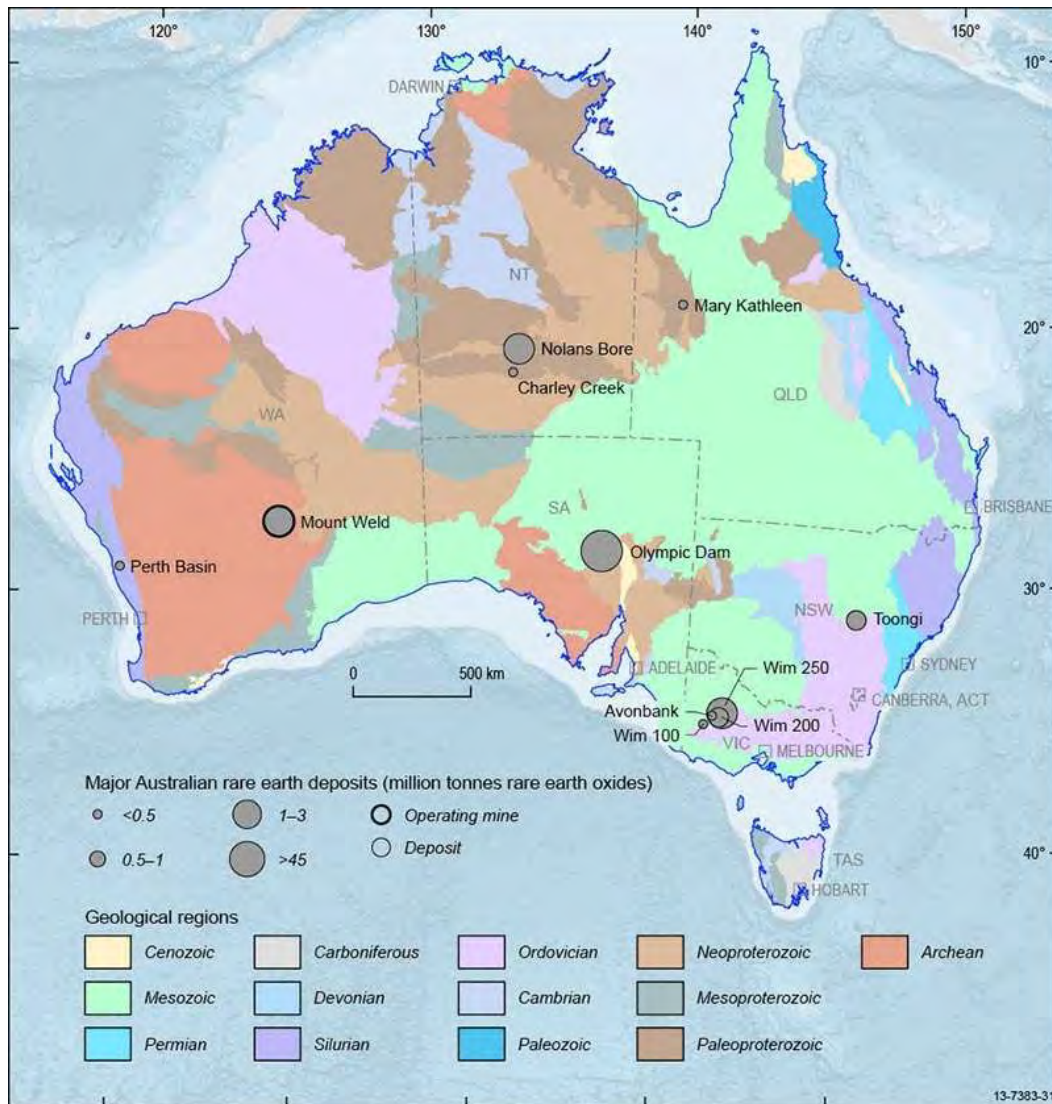 120°
130°
140°
150°
10°
DARWIN
NT
Mary Kathleen
20°
Nolans Bore
Charley Creek
QLD
WA
SA
BRISBANE
Mount Weld
Olympic Dam
Perth Basin
30°
NSW
Toongi
PERTH
ADELAIDE
Wim 250
SYDNEY
0 500 km
CANBERRA, ACT
Avonbank
Wim 200
Wim 100
VIC
MELBOURNE
Major Australian rare earth deposits (million tonnes rare earth oxides)
<0.5
1–3
Operating mine
Deposit
0.5–1
>45
40°
TAS
HOBART
Geological regions
Cenozoic
Carboniferous
Ordovician
Neoproterozoic
Archean
Mesozoic
Devonian
Cambrian
Mesoproterozoic
Permian
Silurian
Paleozoic
Paleoproterozoic
13-7383-31